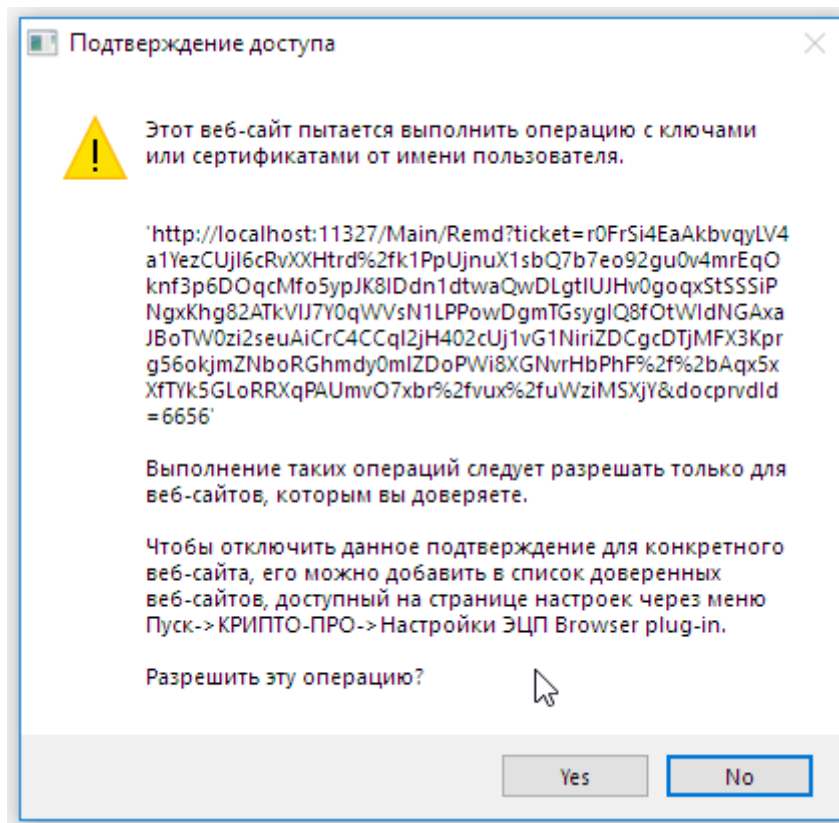 Подтверждение доступа
Этот веб-сайт пытается выполнить операцию с ключами
или сертификатами от имени пользователя.
'http://localhost:11327/Main/Remd?ticket=r0FrSi4EaAkbvqyLV4
a1YezCUjI6cRvXXHtrd%2fk1PpUjnuX1sbQ7b7eo92gu0v4mrEqO
knf3p6DOqcMfo5ypJK8IDdn1dtwaQwDLgtIUJHv0goqxStSSSiP
NgxKhg82ATkVIJ7Y0qWVsN1LPPowDgmTGsyglQ8fOtWIdNGAxa
JBoTW0zi2seuAiCrC4CCqI2jH402cUj1vG1NiriZDCgcDTjMFX3Kpr
g56okjmZNboRGhmdy0mIZDoPWi8XGNvrHbPhF%2f%2bAqx5x
XfTYk5GLoRRXqPAUmvO7xbr%2fvux%2fuWziMSXjY&docprvdId
=6656'
Выполнение таких операций следует разрешать только для
веб-сайтов, которым вы доверяете.
Чтобы отключить данное подтверждение для конкретного
веб-сайта, его можно добавить в список доверенных
веб-сайтов, доступный на странице настроек через меню
Пуск->КРИПТО-ПРО->Настройки ЭЦП Browser plug-in.
Разрешить эту операцию?
Yes
No